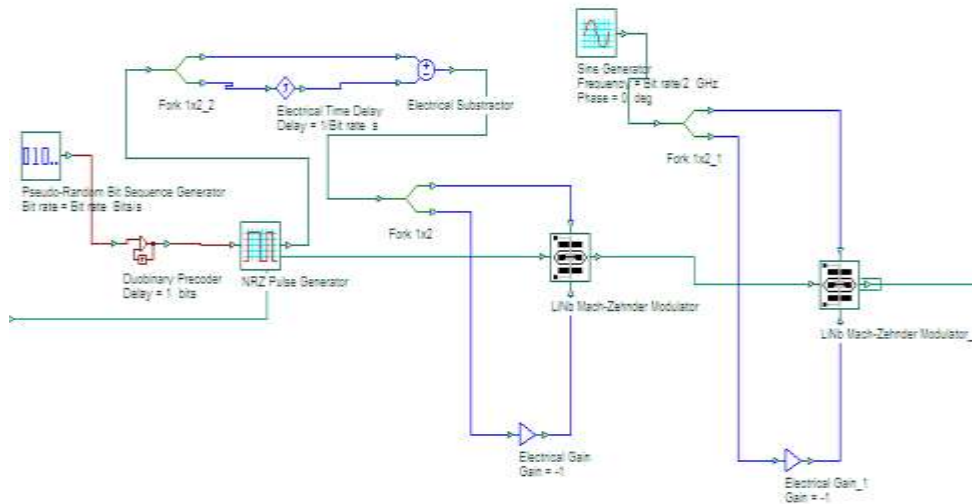 Sine Generator
Frequency = Bit rate/2 GHz
Phase = 0 deg
Fork 1x2_2
Electrical Time Delay
Delay = 1/Bit rate s
Electrical Substractor
Fork 1x2_1
Pseudo-Random Bit Sequence Generator
Bit rate = Bit rate Bits/s
Duobinary Precoder
Delay = 1 bits
NRZ Pulse Generator
Fork 1x2
LiNb Mach-Zehnder Modulator
LiNb Mach-Zehnder Modulator_
Electrical Gain
Gain = -1
Electrical Gain_1
Gain = -1